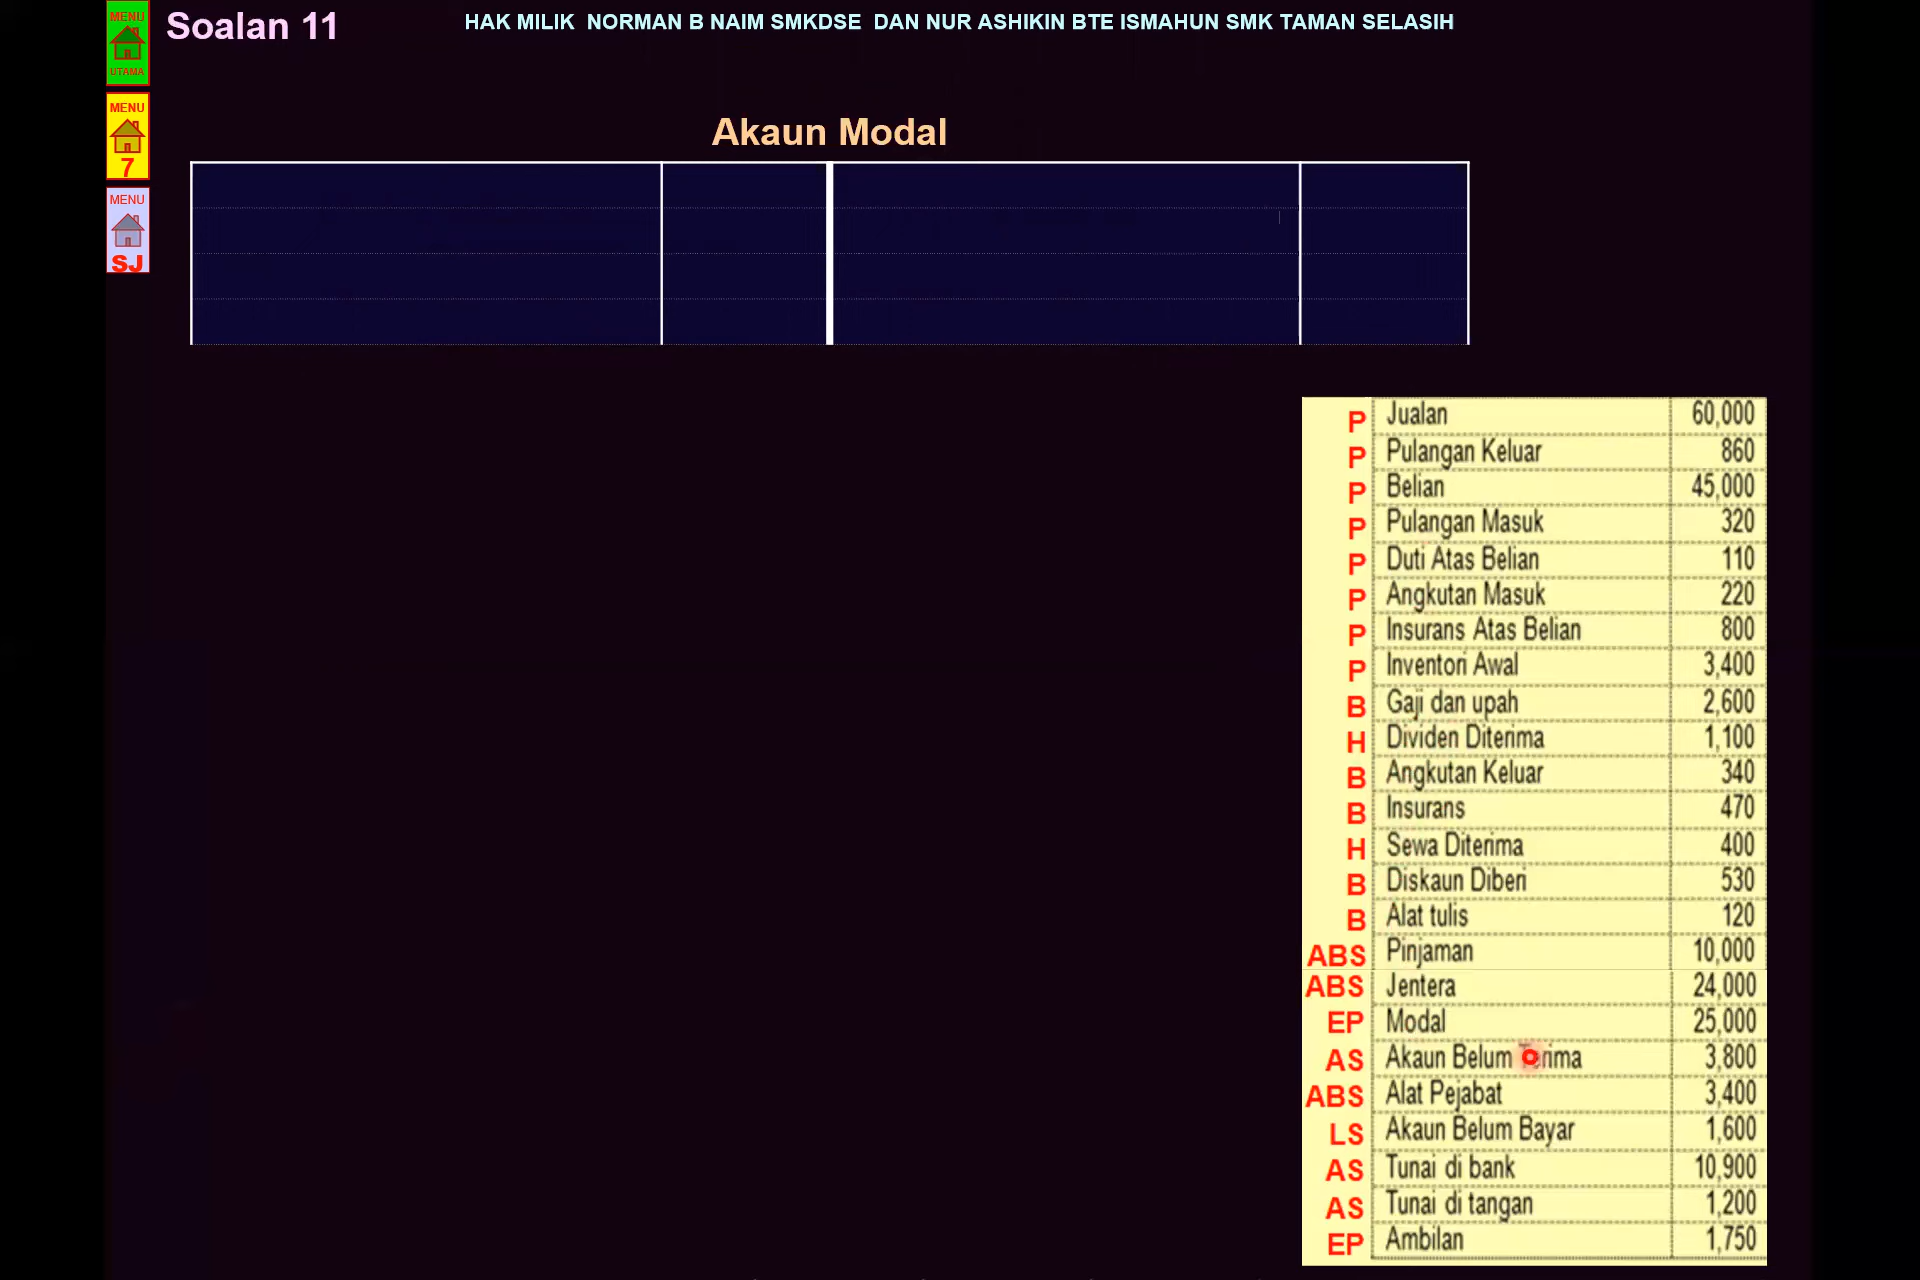 MENU
UTAMA
MENU
7
MENU
SJ
Soalan 11
HAK MILIK NORMAN B NAIM SMKDSE DAN NUR ASHIKIN BTE ISMAHUN SMK TAMAN SELASIH
Akaun Modal
P Jualan 60,000
P Pulangan Keluar 860
P Belian 45,000
P Pulangan Masuk 320
P Duti Atas Belian 110
P Angkutan Masuk 220
P Insurans Atas Belian 800
P Inventori Awal 3,400
B Gaji dan upah 2,600
H Dividen Diterima 1,100
B Angkutan Keluar 340
B Insurans 470
H Sewa Diterima 400
B Diskaun Diberi 530
B Alat tulis 120
ABS Pinjaman 10,000
ABS Jentera 24,000
EP Modal 25,000
AS Akaun Belum Terima 3,800
ABS Alat Pejabat 3,400
LS Akaun Belum Bayar 1,600
AS Tunai di bank 10,900
AS Tunai di tangan 1,200
EP Ambilan 1,750